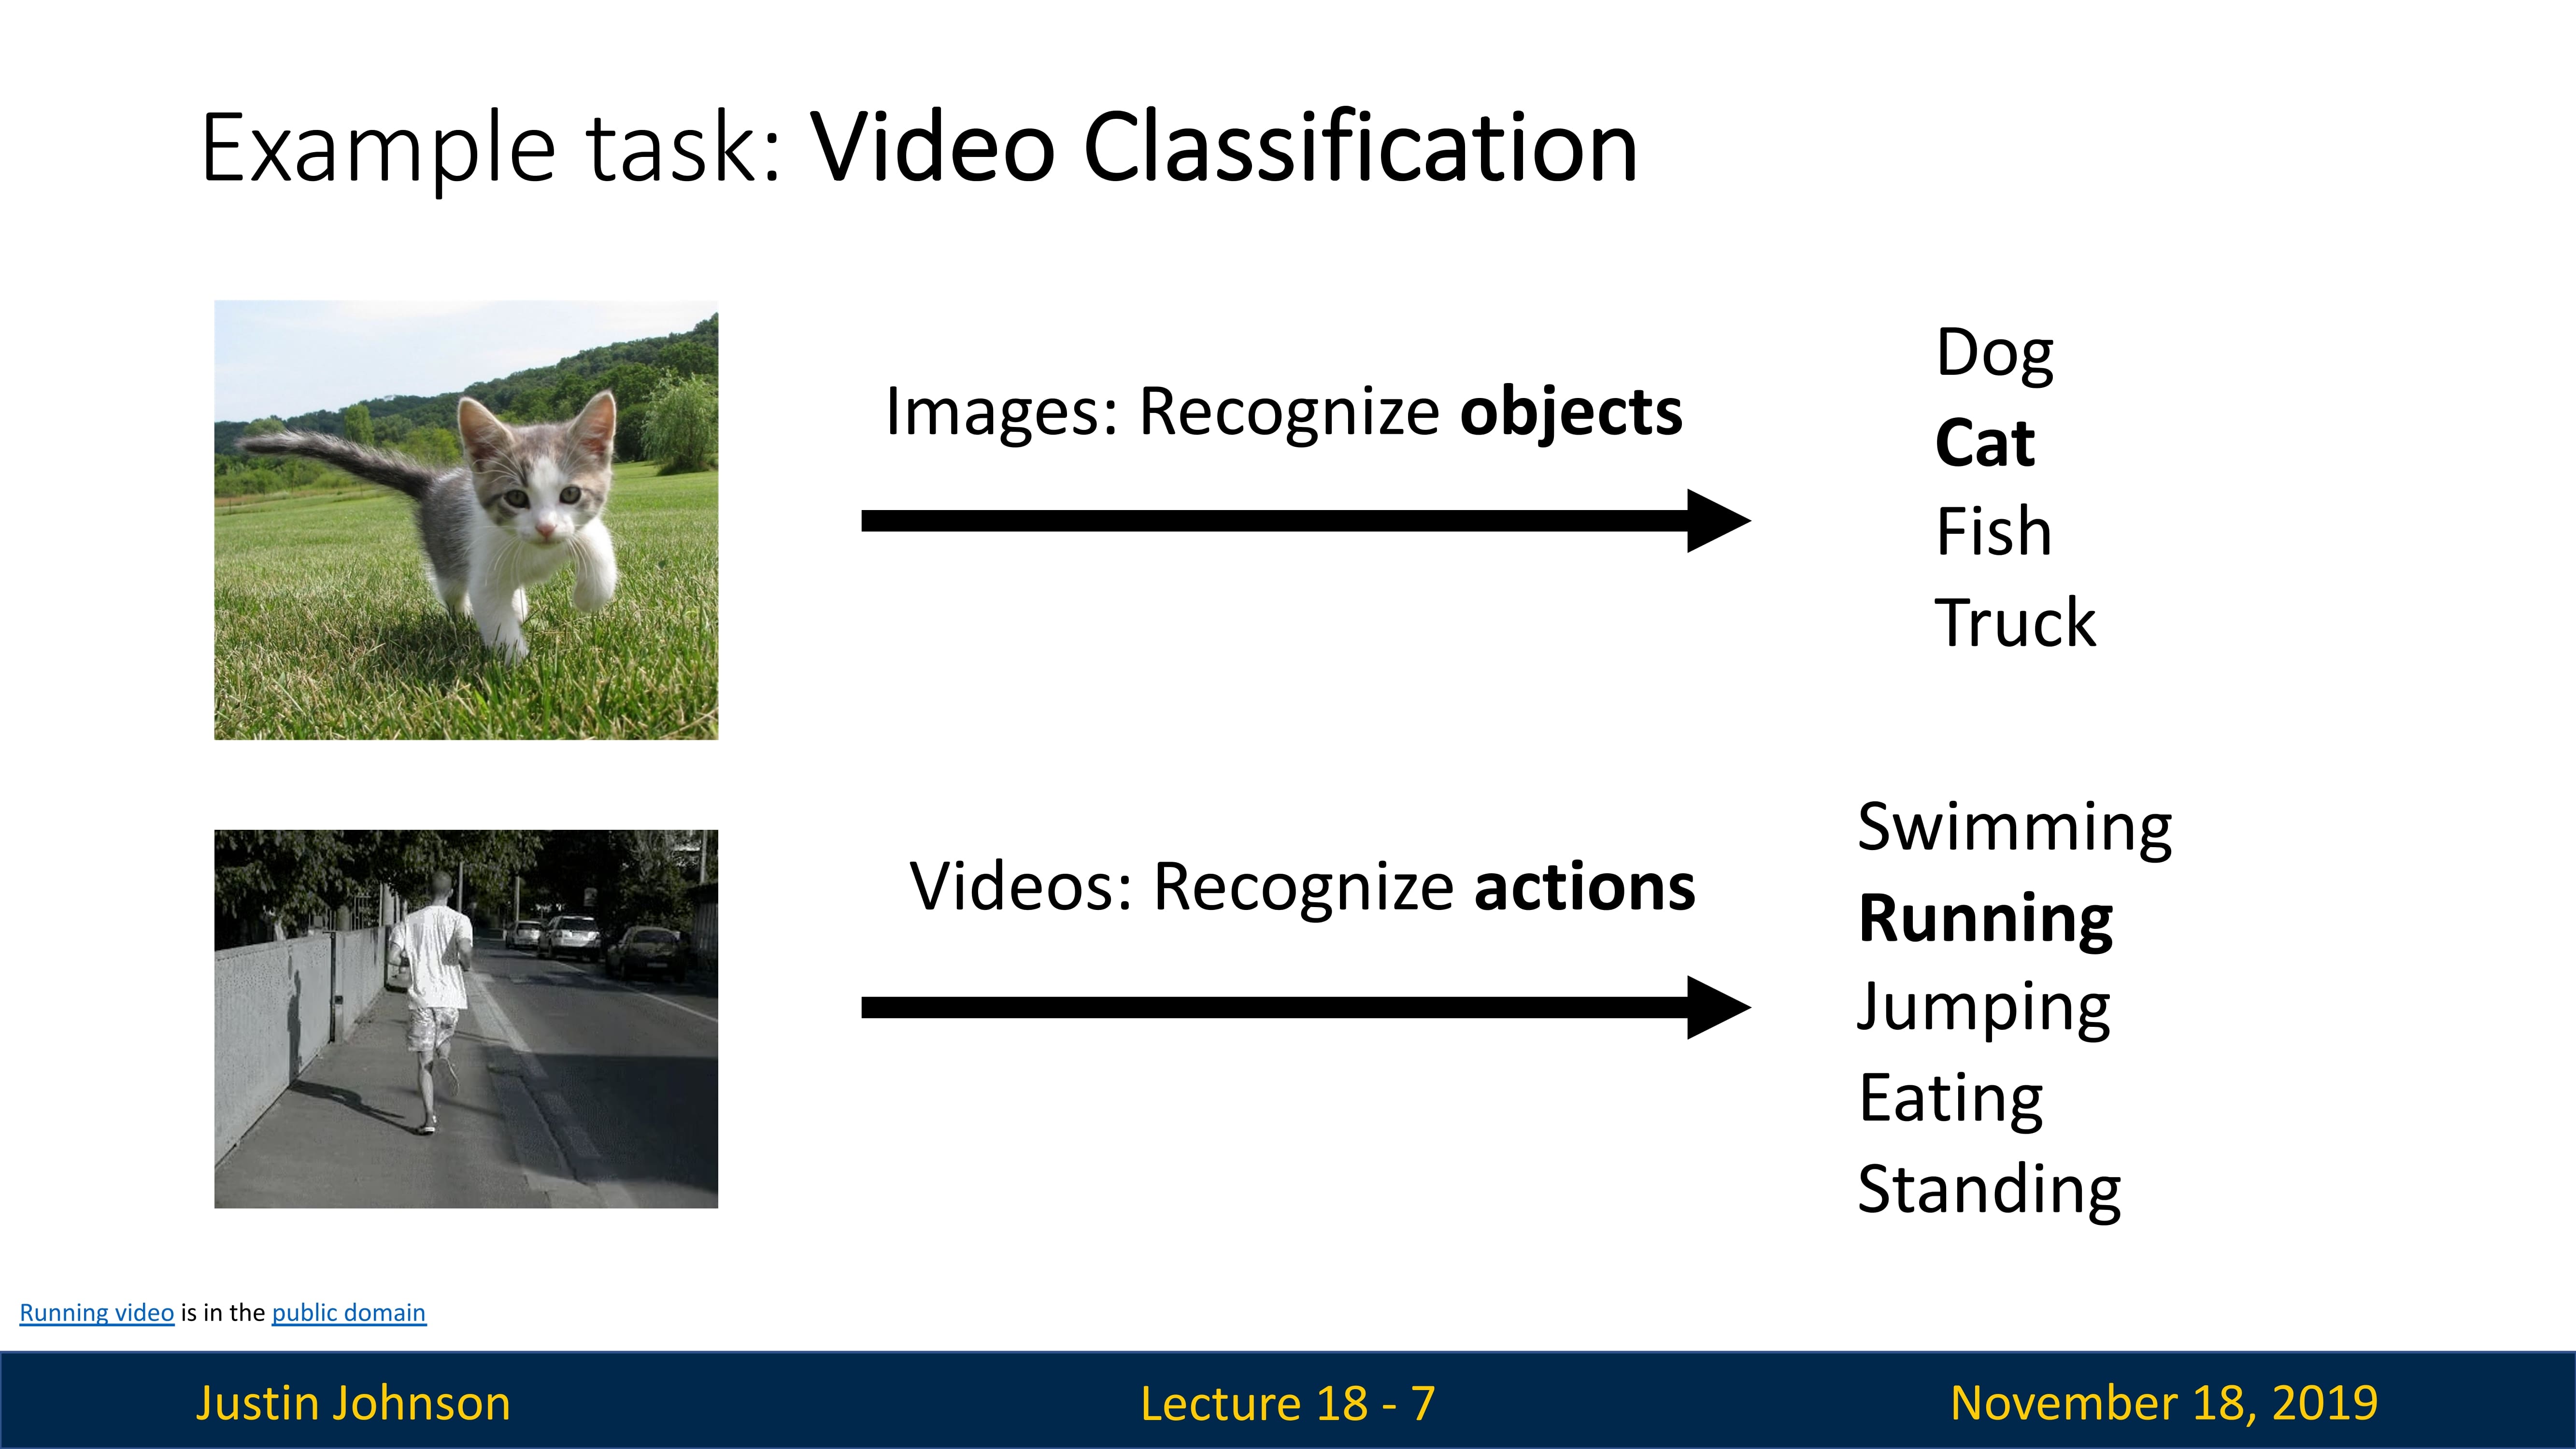 Example task: Video Classification
Images: Recognize objects
Dog
Cat
Fish
Truck
Videos: Recognize actions
Swimming
Running
Jumping
Eating
Standing
Running video is in the public domain
Justin Johnson
Lecture 18 - 7
November 18, 2019